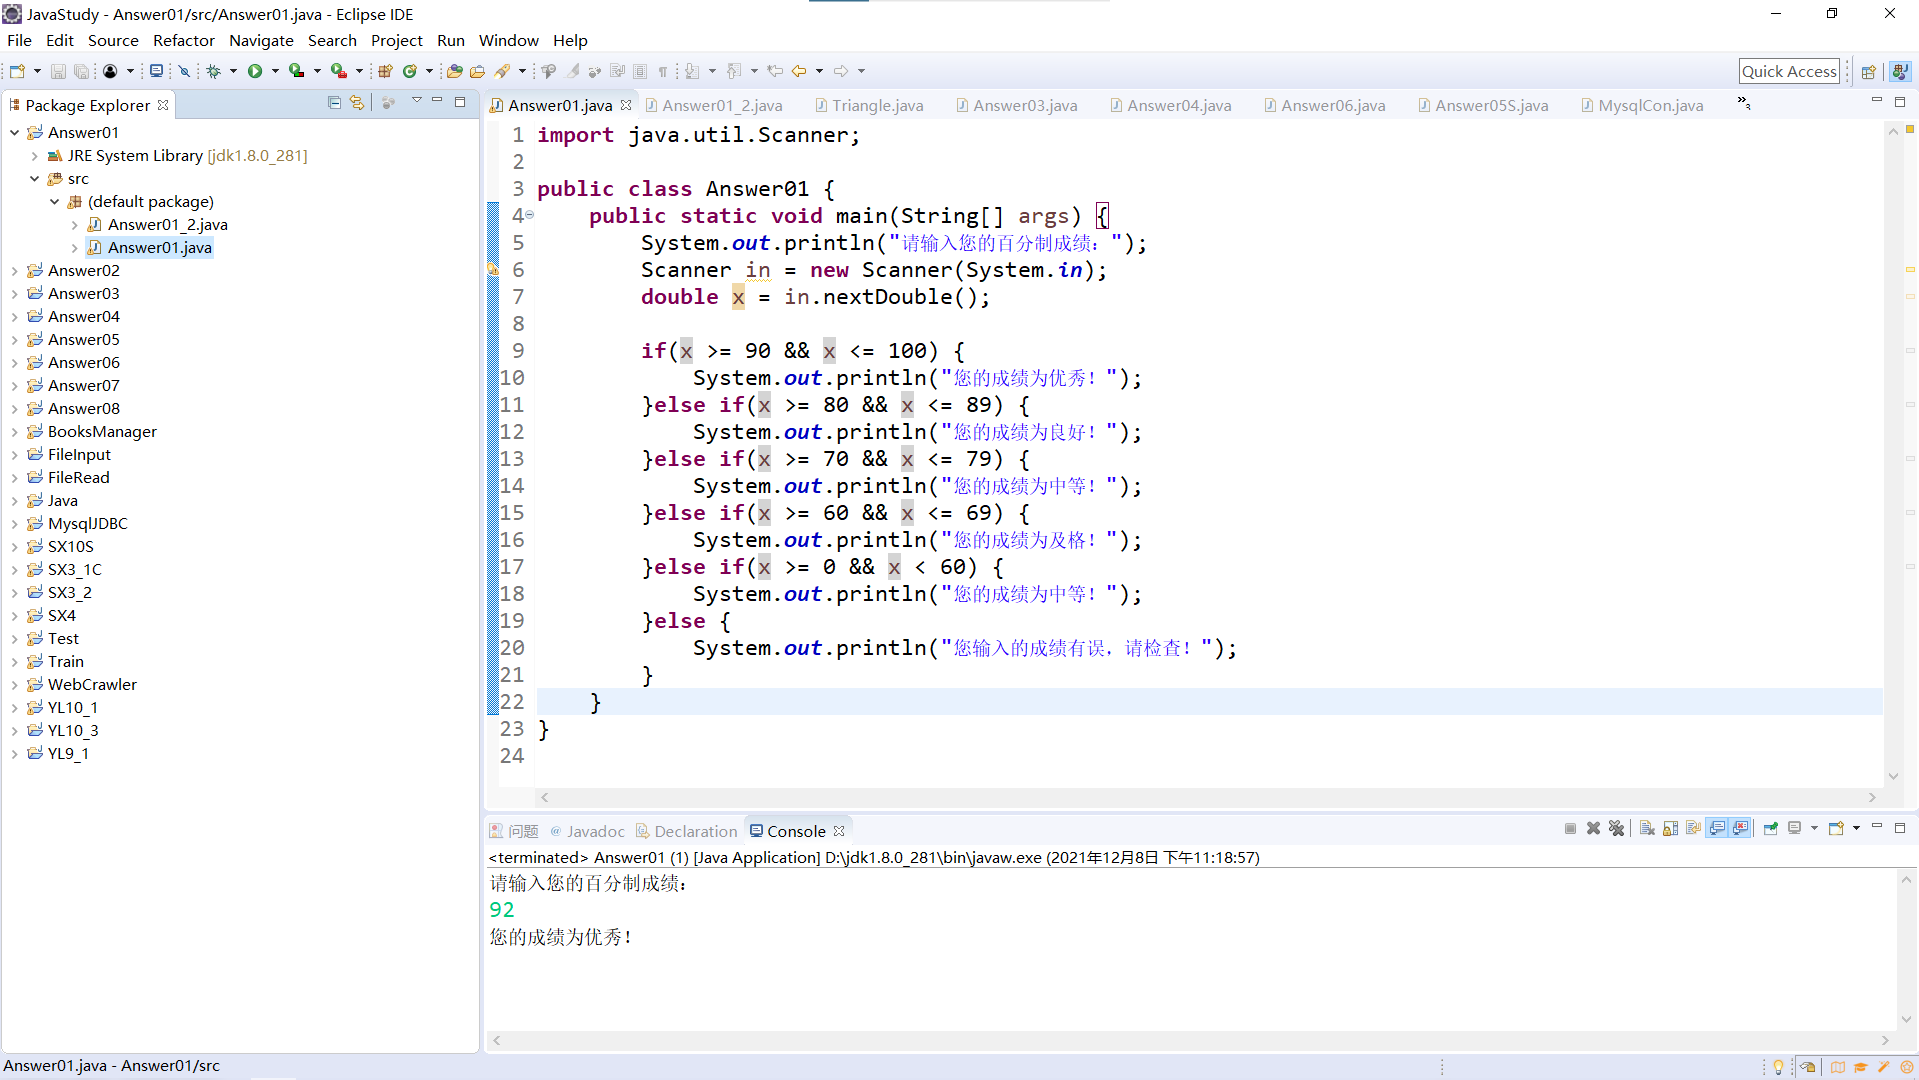 JavaStudy - Answer01/src/Answer01.java - Eclipse IDE
File Edit Source Refactor Navigate Search Project Run Window Help
Quick Access
Package Explorer
Answer01
JRE System Library [jdk1.8.0_281]
src
(default package)
Answer01_2.java
Answer01.java
Answer02
Answer03
Answer04
Answer05
Answer06
Answer07
Answer08
BooksManager
FileInput
FileRead
Java
MysqlJDBC
SX10S
SX3_1C
SX3_2
SX4
Test
Train
WebCrawler
YL10_1
YL10_3
YL9_1
Answer01.java Answer01_2.java Triangle.java Answer03.java Answer04.java Answer06.java Answer05S.java MysqlCon.java »3
1 import java.util.Scanner;
2
3 public class Answer01 {
4 public static void main(String[] args) {
5 System.out.println("请输入您的百分制成绩：");
6 Scanner in = new Scanner(System.in);
7 double x = in.nextDouble();
8
9 if(x >= 90 && x <= 100) {
10 System.out.println("您的成绩为优秀！");
11 }else if(x >= 80 && x <= 89) {
12 System.out.println("您的成绩为良好！");
13 }else if(x >= 70 && x <= 79) {
14 System.out.println("您的成绩为中等！");
15 }else if(x >= 60 && x <= 69) {
16 System.out.println("您的成绩为及格！");
17 }else if(x >= 0 && x < 60) {
18 System.out.println("您的成绩为中等！");
19 }else {
20 System.out.println("您输入的成绩有误，请检查！");
21 }
22 }
23 }
24
问题 @ Javadoc Declaration Console
<terminated> Answer01 (1) [Java Application] D:\jdk1.8.0_281\bin\javaw.exe (2021年12月8日 下午11:18:57)
请输入您的百分制成绩：
92
您的成绩为优秀！
Answer01.java - Answer01/src